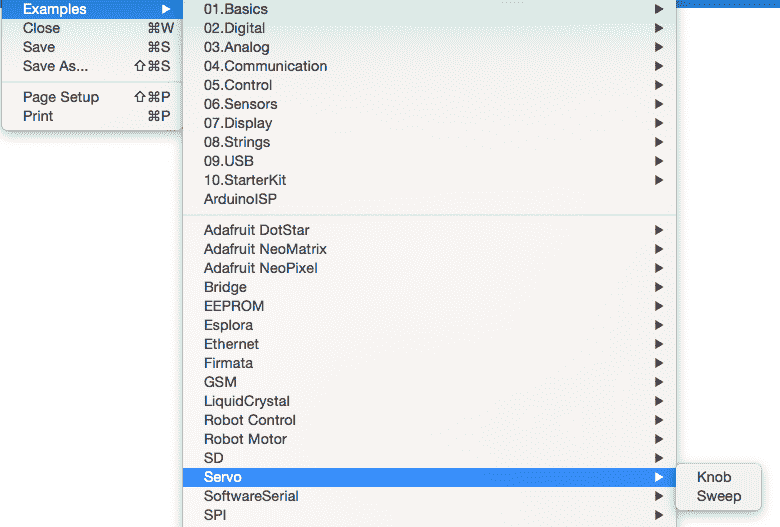 Examples ▶
Close ⌘W
Save ⌘S
Save As... ⇧⌘S
Page Setup ⇧⌘P
Print ⌘P
01.Basics ▶
02.Digital ▶
03.Analog ▶
04.Communication ▶
05.Control ▶
06.Sensors ▶
07.Display ▶
08.Strings ▶
09.USB ▶
10.StarterKit ▶
ArduinoISP
Adafruit DotStar ▶
Adafruit NeoMatrix ▶
Adafruit NeoPixel ▶
Bridge ▶
EEPROM ▶
Esplora ▶
Ethernet ▶
Firmata ▶
GSM ▶
LiquidCrystal ▶
Robot Control ▶
Robot Motor ▶
SD ▶
Servo ▶
SoftwareSerial ▶
SPI ▶
Knob
Sweep